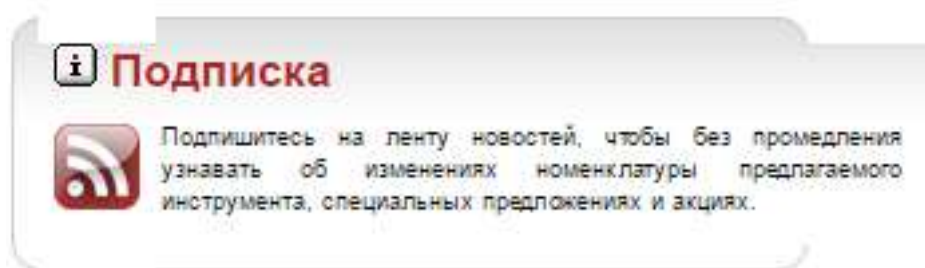 i Подписка
Подпишитесь на ленту новостей, чтобы без промедления
узнавать об изменениях номенклатуры предлагаемого
инструмента, специальных предложениях и акциях.